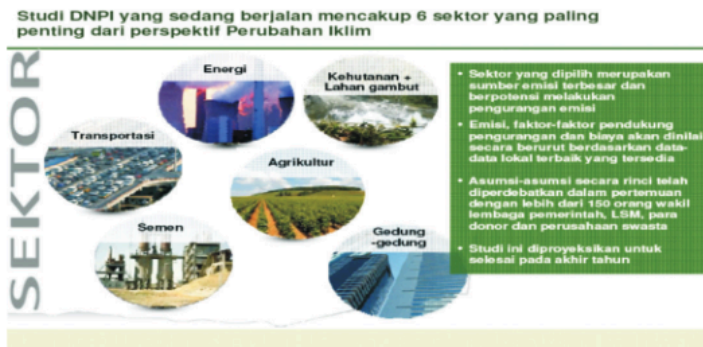 Studi DNPI yang sedang berjalan mencakup 6 sektor yang paling
penting dari perspektif Perubahan Iklim
SEKTOR
Energi
Kehutanan +
Lahan gambut
Transportasi
Agrikultur
Semen
Gedung
-gedung
• Sektor yang dipilih merupakan
sumber emisi terbesar dan
berpotensi melakukan
pengurangan emisi
• Emisi, faktor-faktor pendukung
pengurangan dan biaya akan dinilai
secara berurut berdasarkan data-
data lokal terbaik yang tersedia
• Asumsi-asumsi secara rinci telah
diperdebatkan dalam pertemuan
dengan lebih dari 150 orang wakil
lembaga pemerintah, LSM, para
donor dan perusahaan swasta
• Studi ini diproyeksikan untuk
selesai pada akhir tahun